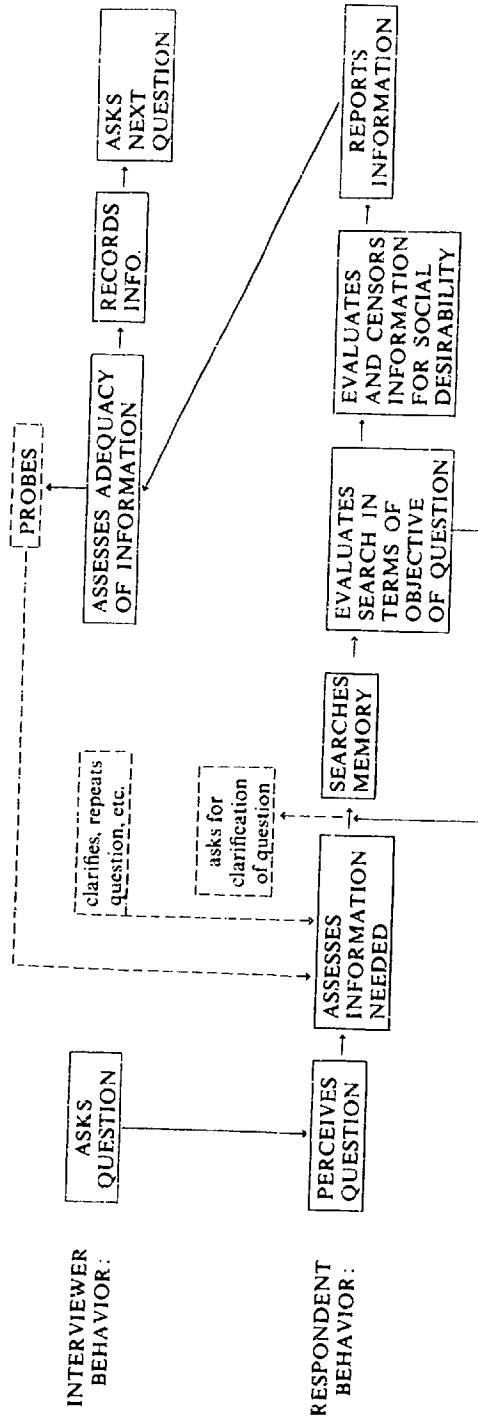 INTERVIEWER
BEHAVIOR:
ASKS
QUESTION
clarifies, repeats
question, etc.
PROBES
ASSESSES ADEQUACY
OF INFORMATION
RECORDS
INFO.
ASKS
NEXT
QUESTION
RESPONDENT
BEHAVIOR:
PERCEIVES
QUESTION
ASSESSES
INFORMATION
NEEDED
asks for
clarification
of question
SEARCHES
MEMORY
EVALUATES
SEARCH IN
TERMS OF
OBJECTIVE
OF QUESTION
EVALUATES
AND CENSORS
INFORMATION
FOR SOCIAL
DESIRABILITY
REPORTS
INFORMATION